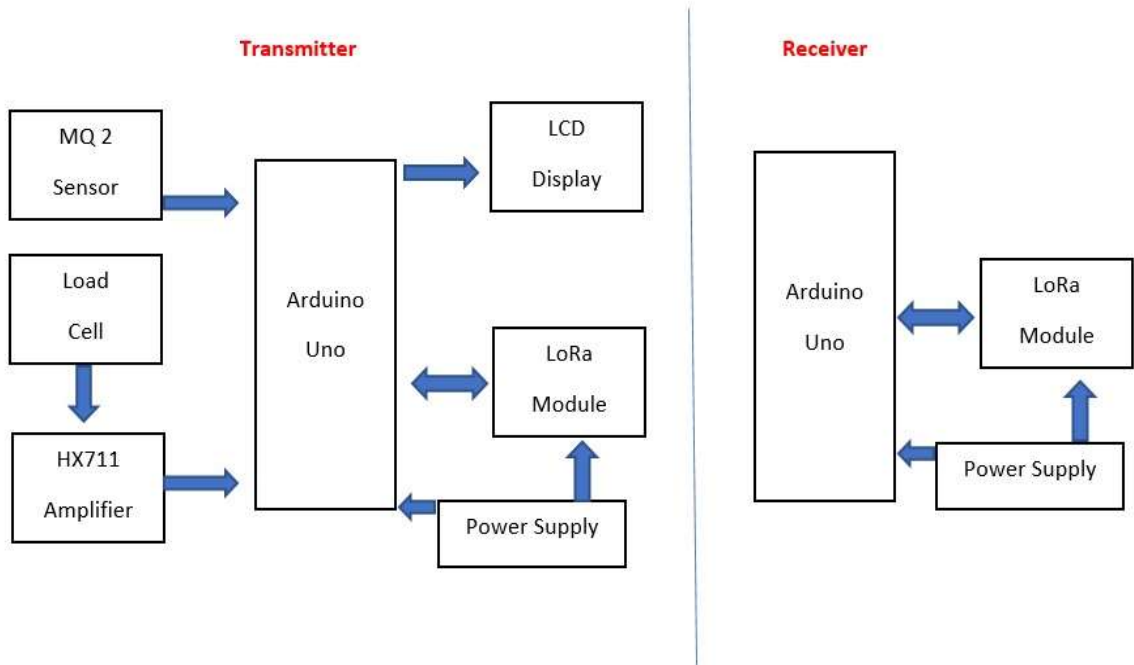 Transmitter
MQ 2
Sensor
Load
Cell
HX711
Amplifier
Arduino
Uno
LCD
Display
LoRa
Module
Power Supply
Receiver
Arduino
Uno
LoRa
Module
Power Supply